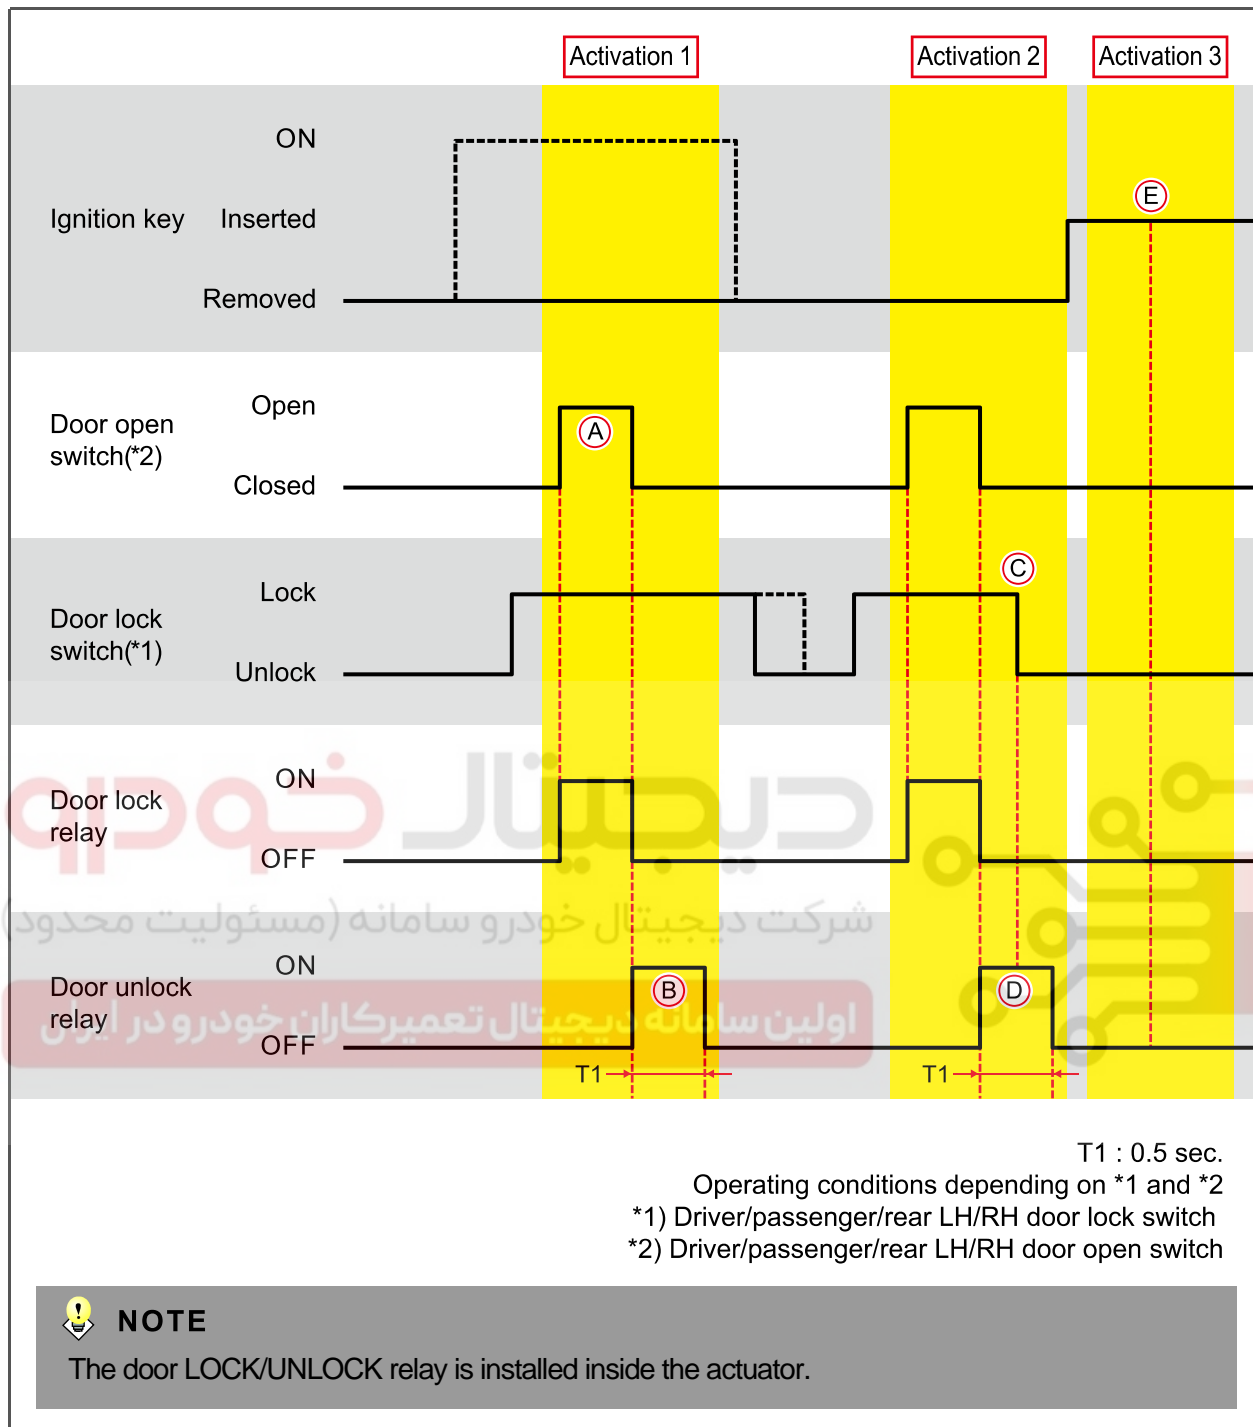 Activation 1
Activation 2
Activation 3
ON
Ignition key
Inserted
Removed
E
Open
Door open
switch(*2)
Closed
A
C
Lock
Door lock
switch(*1)
Unlock
ON
Door lock
relay
OFF
دیجیتال خودرو
شرکت دیجیتال خودرو سامانه (مسئولیت محدود)
ON
Door unlock
relay
OFF
B
D
اولین سامانه دیجیتال تعمیرکاران خودرو در ایران
T1
T1
T1 : 0.5 sec.
Operating conditions depending on *1 and *2
*1) Driver/passenger/rear LH/RH door lock switch
*2) Driver/passenger/rear LH/RH door open switch
NOTE
The door LOCK/UNLOCK relay is installed inside the actuator.